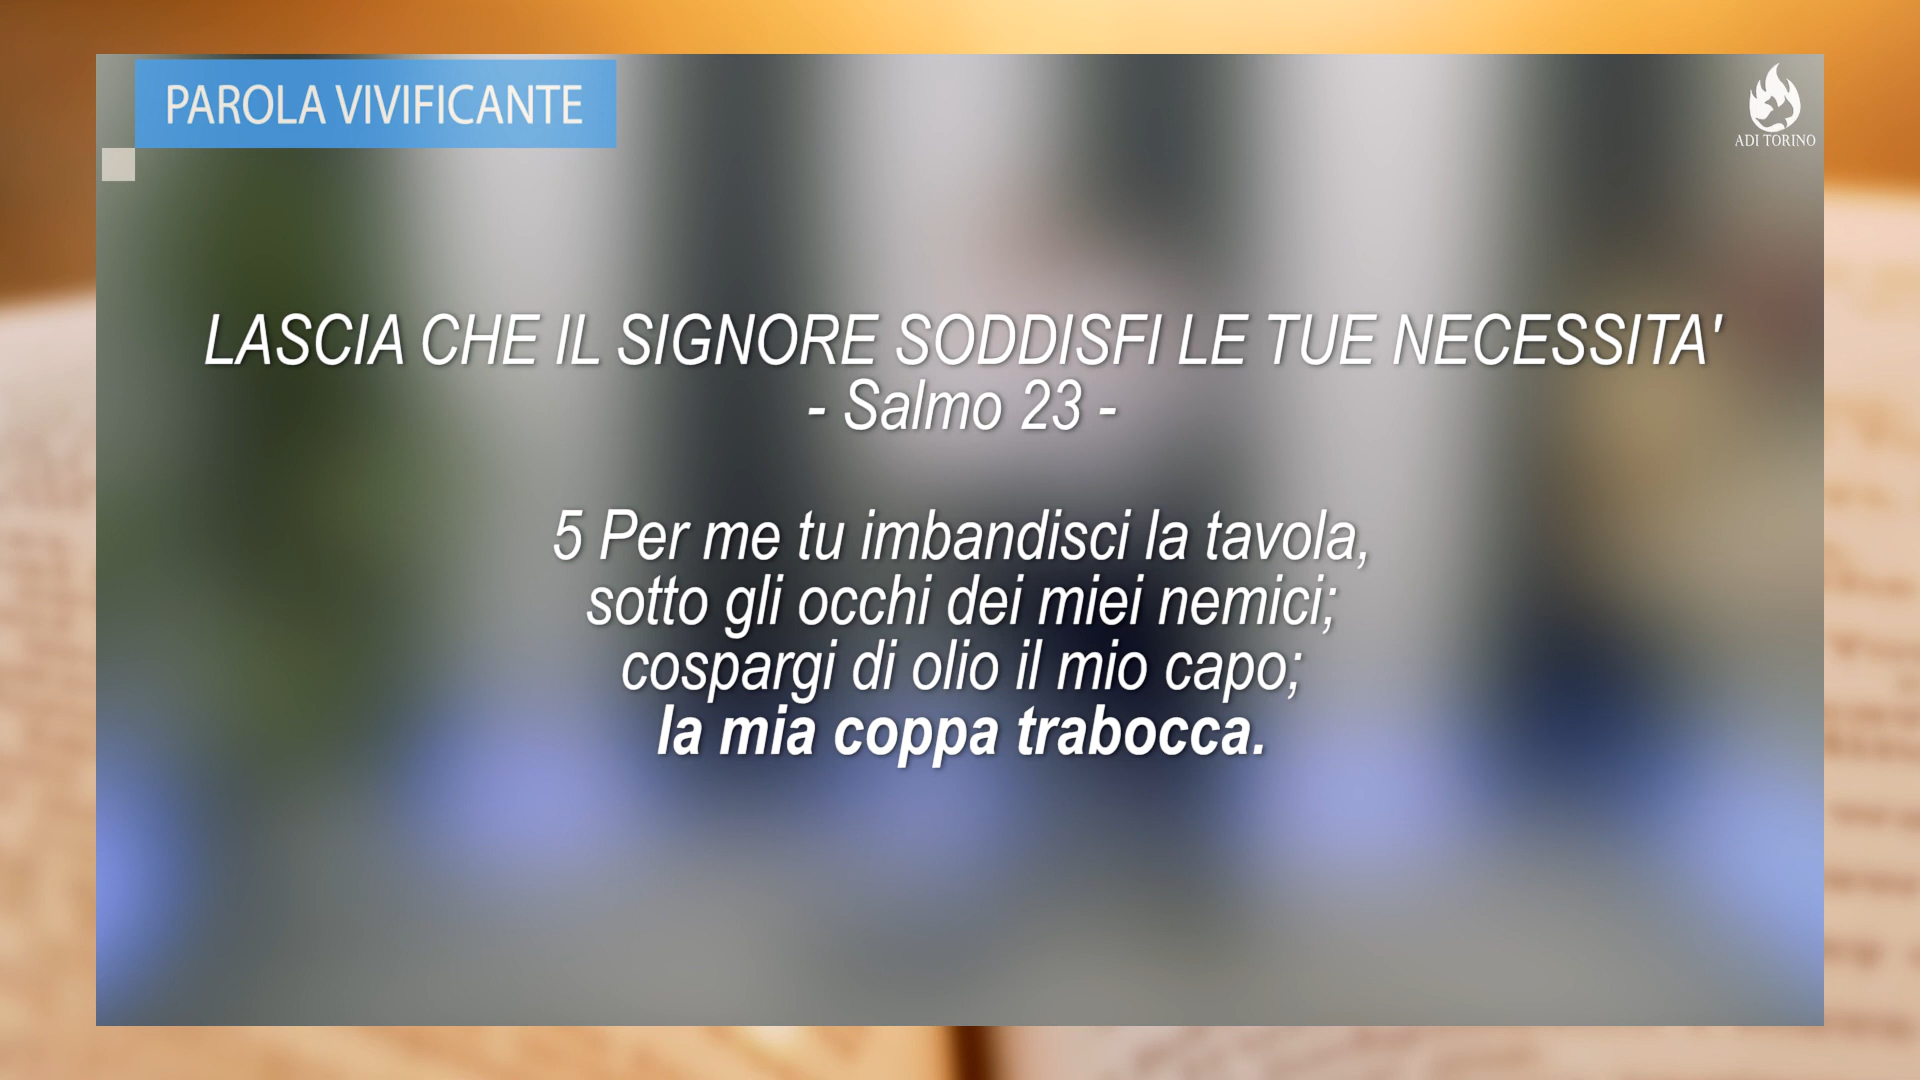 PAROLA VIVIFICANTE
ADI TORINO
LASCIA CHE IL SIGNORE SODDISFI LE TUE NECESSITA'
- Salmo 23 -
5 Per me tu imbandisci la tavola,
sotto gli occhi dei miei nemici;
cospargi di olio il mio capo;
la mia coppa trabocca.